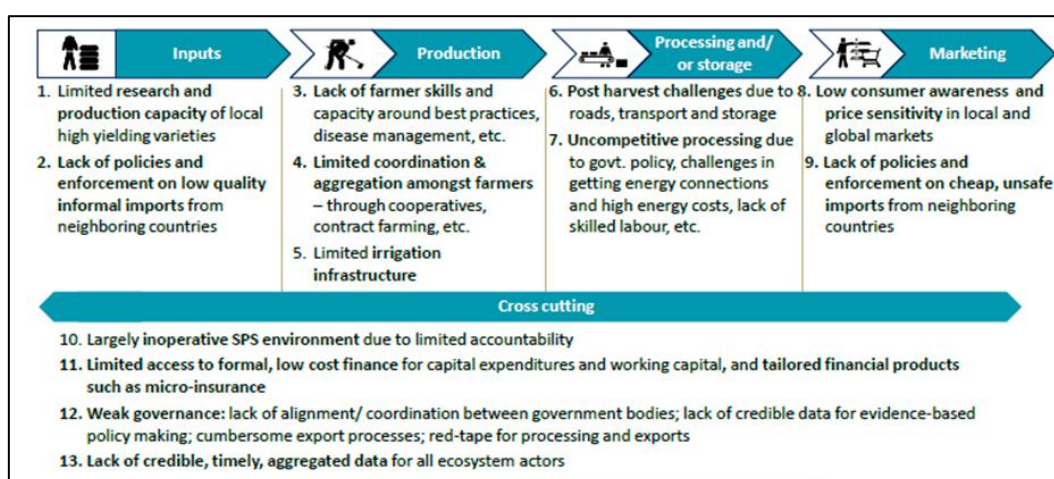 Inputs
1. Limited research and
production capacity of local
high yielding varieties
2. Lack of policies and
enforcement on low quality
informal imports from
neighboring countries
Production
3. Lack of farmer skills and
capacity around best practices,
disease management, etc.
4. Limited coordination &
aggregation amongst farmers
– through cooperatives,
contract farming, etc.
5. Limited irrigation
infrastructure
Processing and/
or storage
6. Post harvest challenges due to
roads, transport and storage
7. Uncompetitive processing due
to govt. policy, challenges in
getting energy connections
and high energy costs, lack of
skilled labour, etc.
Marketing
8. Low consumer awareness and
price sensitivity in local and
global markets
9. Lack of policies and
enforcement on cheap, unsafe
imports from neighboring
countries
Cross cutting
10. Largely inoperative SPS environment due to limited accountability
11. Limited access to formal, low cost finance for capital expenditures and working capital, and tailored financial products
such as micro-insurance
12. Weak governance: lack of alignment/ coordination between government bodies; lack of credible data for evidence-based
policy making; cumbersome export processes; red-tape for processing and exports
13. Lack of credible, timely, aggregated data for all ecosystem actors